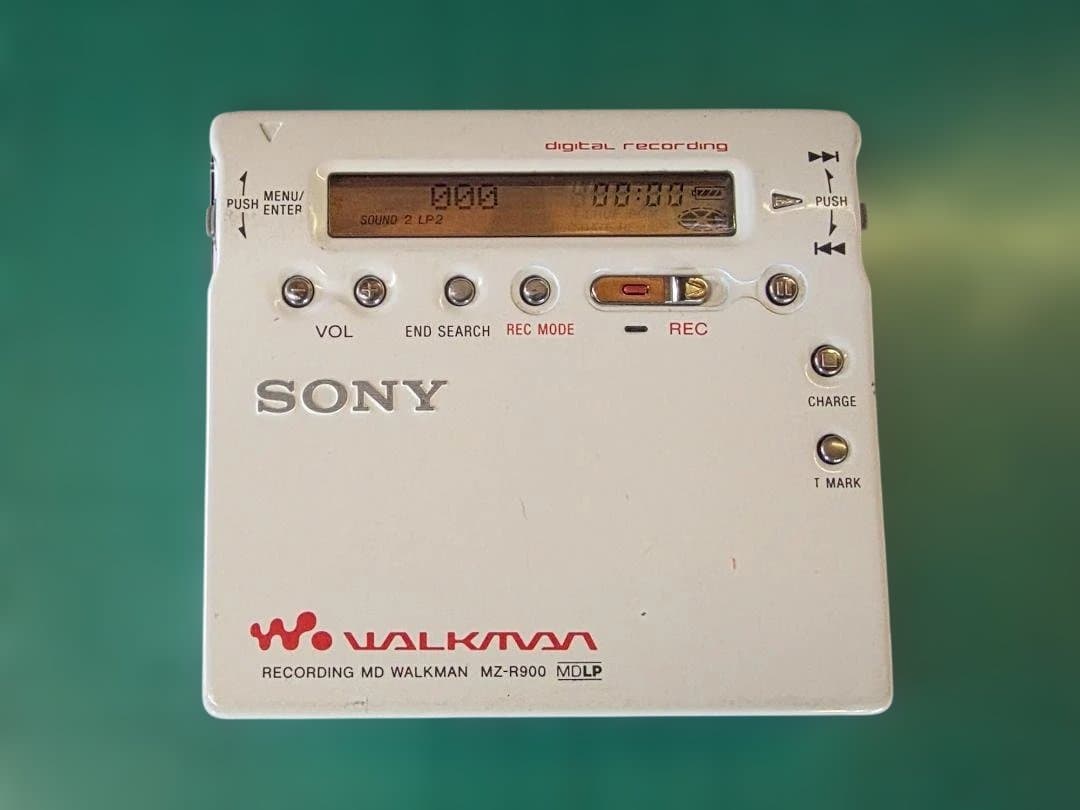 digital recording
PUSH
MENU/
ENTER
000
00:00
SOUND 2 LP2
PUSH
VOL
END SEARCH
REC MODE
REC
CHARGE
SONY
T MARK
WALKMAN
RECORDING MD WALKMAN MZ-R900 MDLP